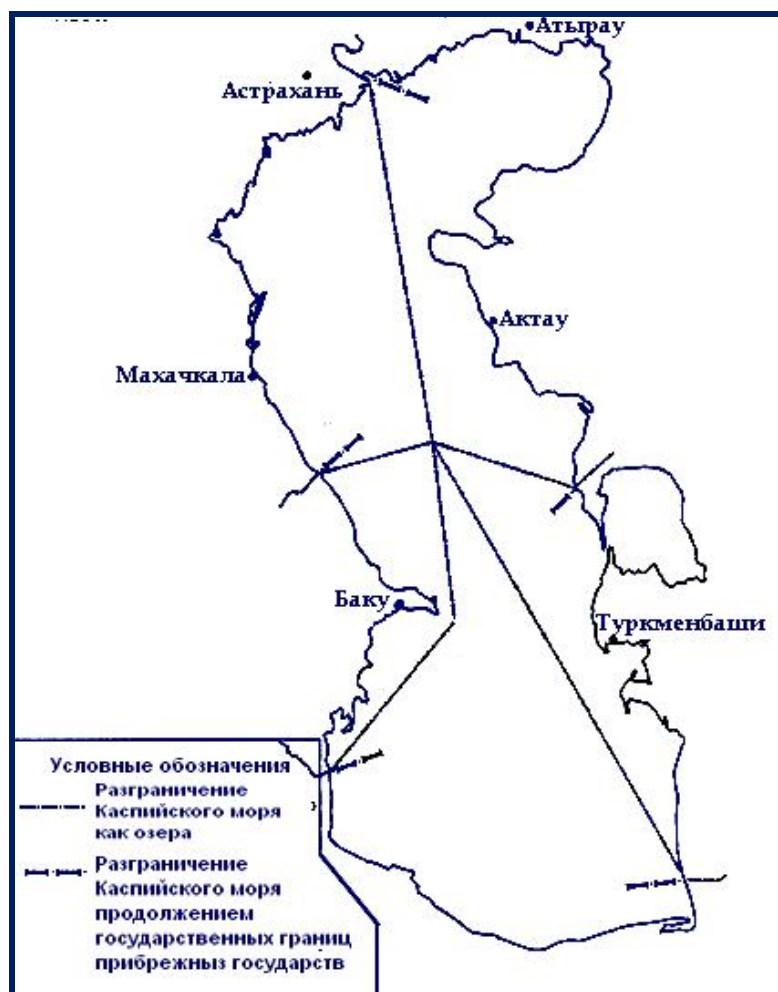 Атырау
Астрахань
Актау
Махачкала
Баку
Туркменбаши
Условные обозначения
Разграничение
Каспийского моря
как озера
Разграничение
Каспийского моря
продолжением
государственных границ
прибрежныз государств